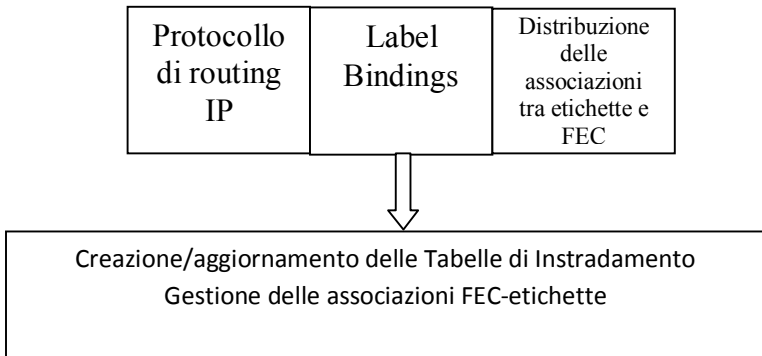 Protocollo
di routing
IP
Label
Bindings
Distribuzione
delle
associazioni
tra etichette e
FEC
Creazione/aggiornamento delle Tabelle di Instradamento
Gestione delle associazioni FEC-etichette